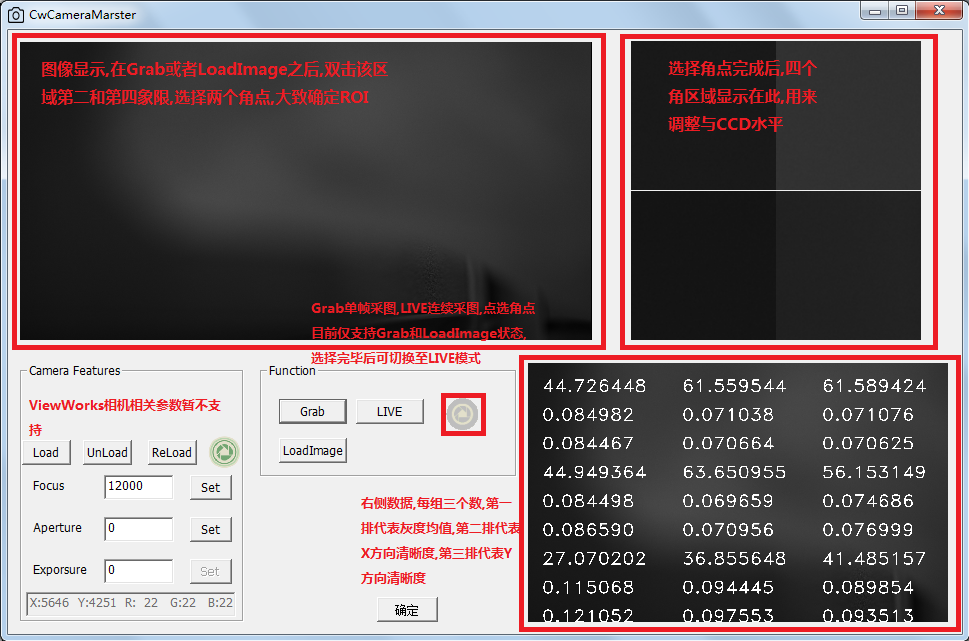 CwCameraMarster
图像显示,在Grab或者LoadImage之后,双击该区
域第二和第四象限,选择两个角点,大致确定ROI
选择角点完成后,四个
角区域显示在此,用来
调整与CCD水平
Grab单帧采图,LIVE连续采图,点选角点
目前仅支持Grab和LoadImage状态,
选择完毕后可切换至LIVE模式
Camera Features
ViewWorks相机相关参数暂不支
持
Load UnLoad ReLoad
Focus 12000 Set
Aperture 0 Set
Exporsure 0 Set
X:5646 Y:4251 R: 22 G:22 B:22
Function
Grab LIVE
LoadImage
右侧数据,每组三个数,第一
排代表灰度均值,第二排代表
X方向清晰度,第三排代表Y
方向清晰度
确定
44.726448 61.559544 61.589424
0.084982 0.071038 0.071076
0.084467 0.070664 0.070625
44.949364 63.650955 56.153149
0.084498 0.069659 0.074686
0.086590 0.070956 0.076999
27.070202 36.855648 41.485157
0.115068 0.094445 0.089854
0.121052 0.097553 0.093513